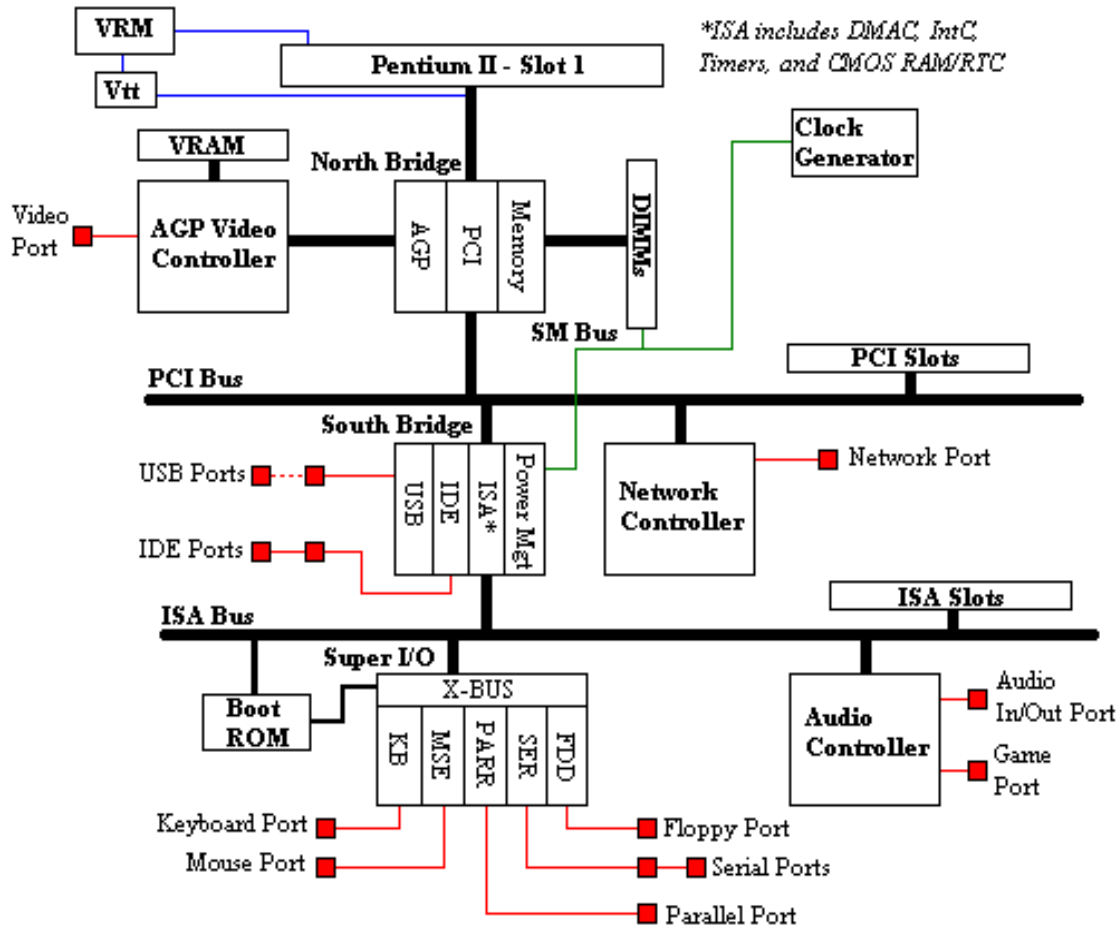 VRM
*ISA includes DMAC, IntC,
Timers, and CMOS RAM/RTC
Pentium II - Slot 1
Vtt
Clock
Generator
VRAM
North Bridge
Video
Port
AGP Video
Controller
AGP
PCI
Memory
DIMMs
SM Bus
PCI Slots
PCI Bus
South Bridge
USB Ports
USB
IDE
ISA*
Power Mgt
Network
Controller
Network Port
IDE Ports
ISA Slots
ISA Bus
Super I/O
X-BUS
Boot
ROM
KB
MSE
PARR
SER
FDD
Audio
Controller
Audio
In/Out Port
Game
Port
Keyboard Port
Floppy Port
Mouse Port
Serial Ports
Parallel Port